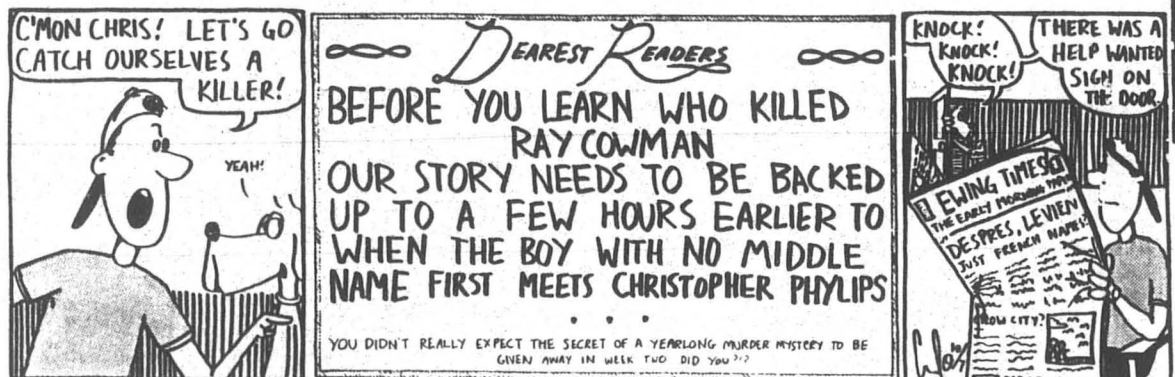 C'MON CHRIS! LET'S GO
CATCH OURSELVES A
KILLER!
YEAH!
DEAREST READERS
BEFORE YOU LEARN WHO KILLED
RAY COWMAN
OUR STORY NEEDS TO BE BACKED
UP TO A FEW HOURS EARLIER TO
WHEN THE BOY WITH NO MIDDLE
NAME FIRST MEETS CHRISTOPHER PHYLIPS
. . .
YOU DIDN'T REALLY EXPECT THE SECRET OF A YEARLONG MURDER MYSTERY TO BE
GIVEN AWAY IN WEEK TWO DID YOU?!?
KNOCK!
KNOCK!
KNOCK!
THERE WAS A
HELP WANTED
SIGN ON
THE DOOR.
EWING TIMES
THE EARLY MORNING
DESPRES, LEVIEN
JUST FRENCH NAMES?
CITY?